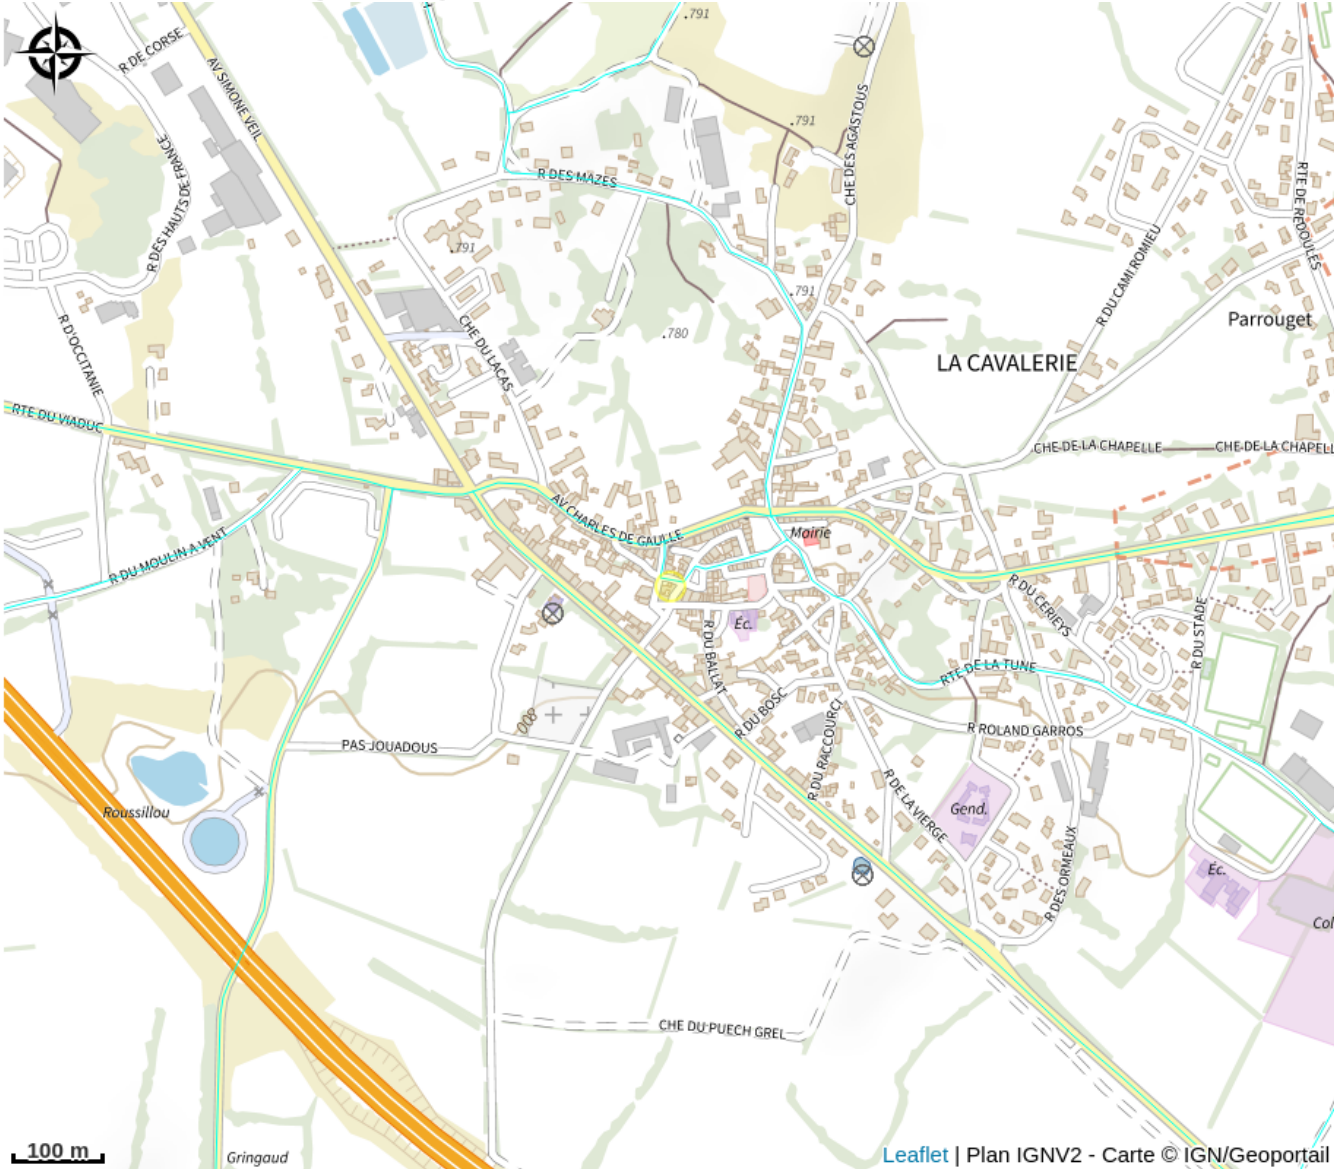 .791
R DE CORSE
AV SIMONE VEIL
CHE DES AGASTOUS
.791
R DES HAUTS DE FRANCE
R DES MAZES
RTE DE REDOULES
.791
R DU CAMI ROMIEU
.791
Parrouget
R D'OCCITANIE
CHE DU LACAS
.780
LA CAVALERIE
RTE DU VIADUC
CHE DE LA CHAPELLE
CHE DE LA CHAPELL
AV CHARLES DE GAULLE
Mairie
R DU MOULIN A VENT
R DU CERIEYS
R DU STADE
Éc.
R DU BALLAT
RTE DE LA TUNE
800
R DU BOSC
R DU RACCOURCI
R ROLAND GARROS
PAS JOUADOUS
R DE LA VIERGE
Roussillou
Gend.
R DES ORMEAUX
Éc.
Col
CHE DU PUECH GREL
100 m
Gringaud
Leaflet | Plan IGNV2 - Carte © IGN/Geoportail